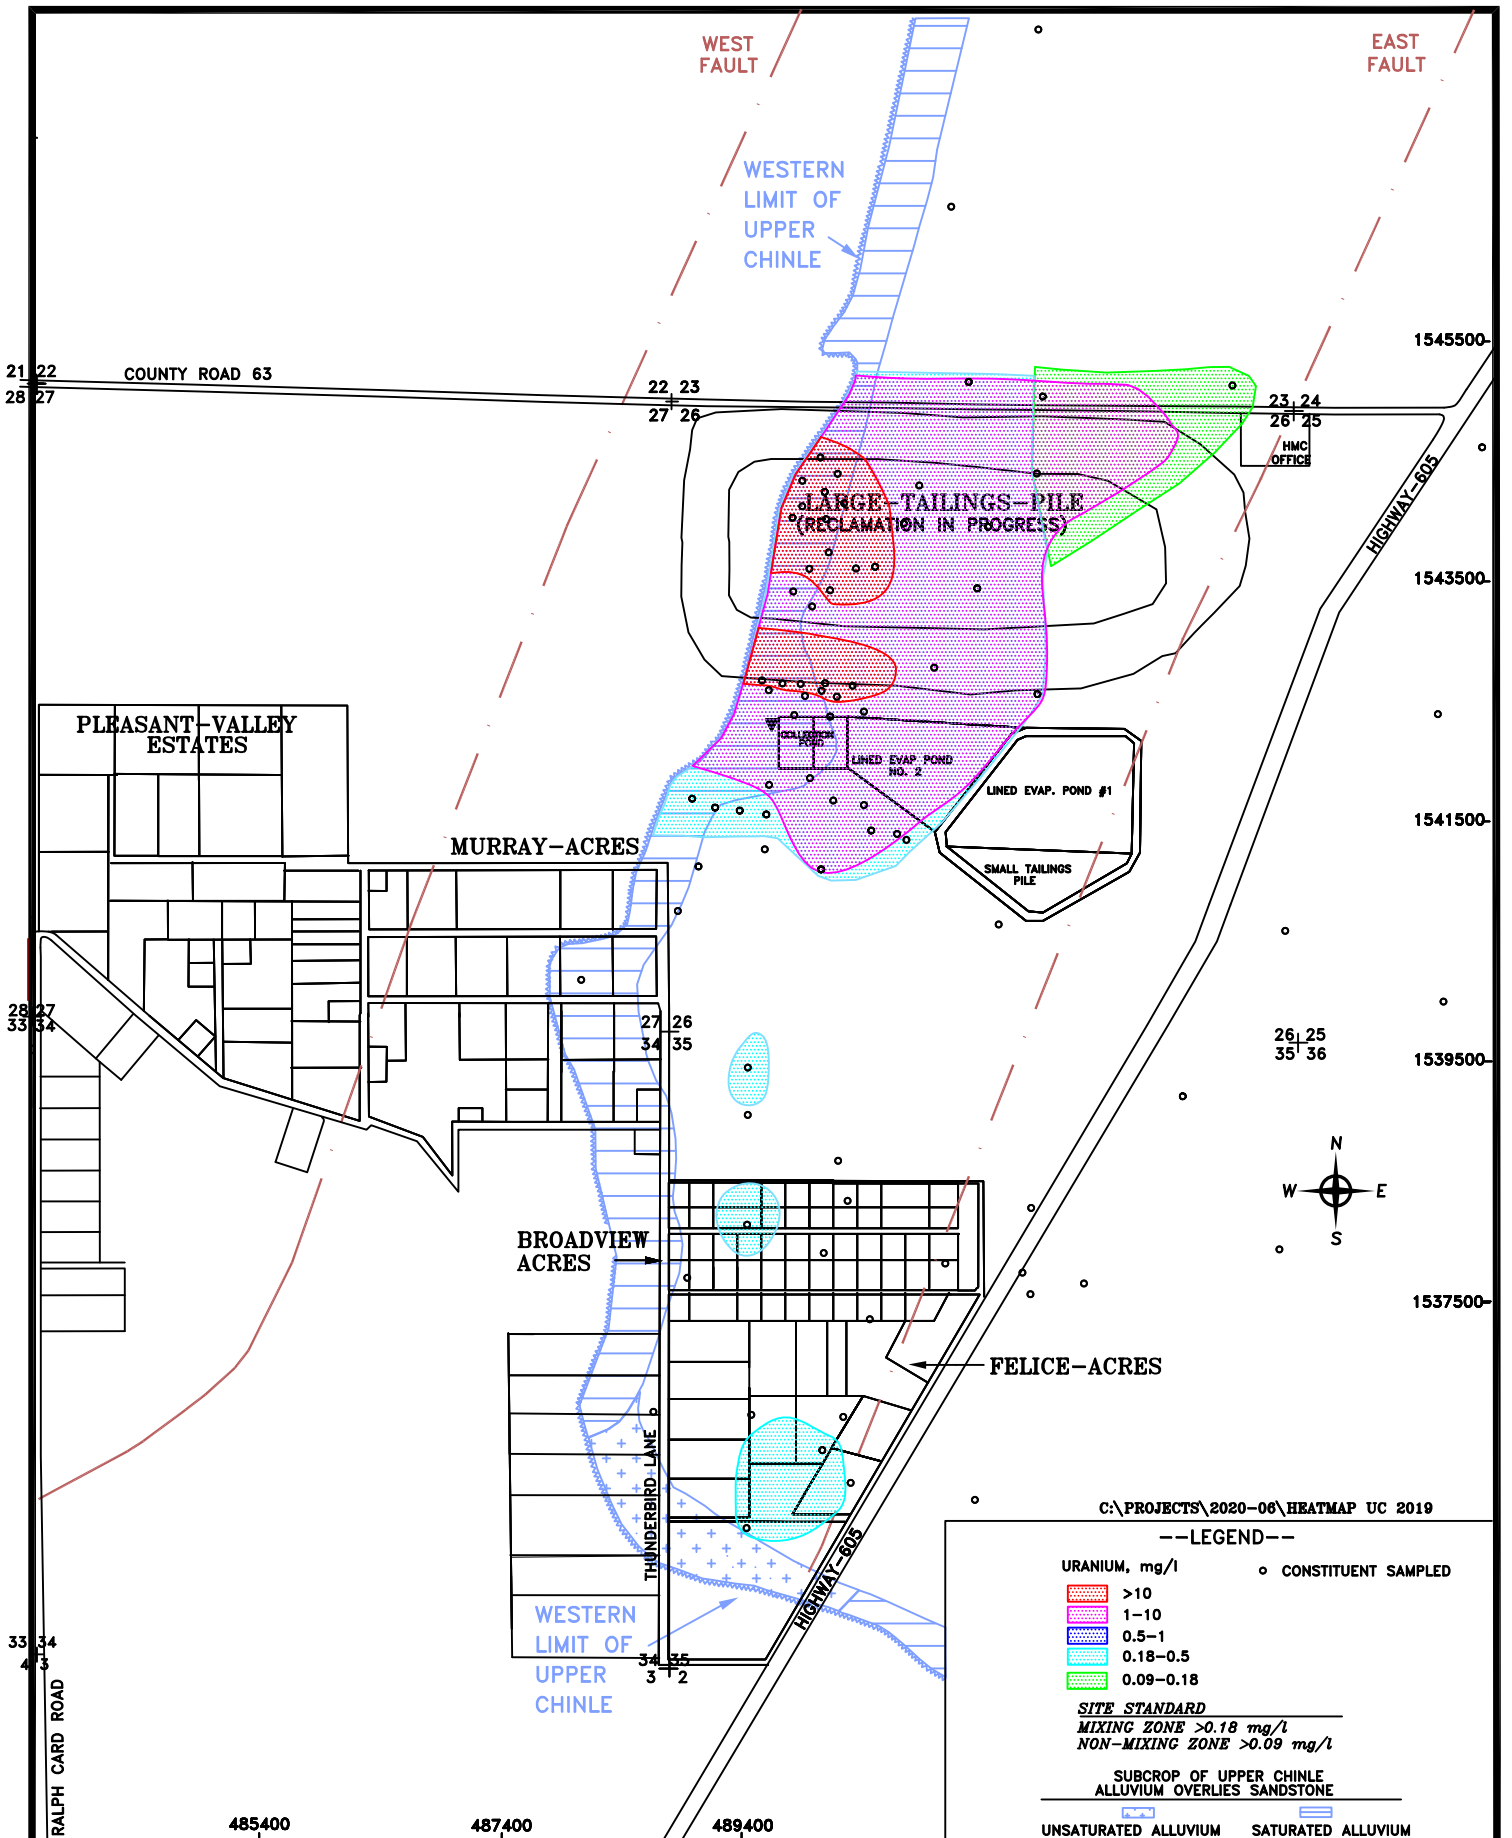 WEST
FAULT
EAST
FAULT
WESTERN
LIMIT OF
UPPER
CHINLE
1545500
21 22
28 27
COUNTY ROAD 63
22 23
27 26
23 24
26 25
HMC
OFFICE
HIGHWAY-605
LARGE-TAILINGS-PILE
(RECLAMATION IN PROGRESS)
1543500
PLEASANT-VALLEY
ESTATES
COLLECTION
POND
LINED EVAP POND
NO. 2
LINED EVAP. POND #1
1541500
MURRAY-ACRES
SMALL TAILINGS
PILE
28 27
33 34
27 26
34 35
26 25
35 36
1539500
N
W E
S
BROADVIEW
ACRES
1537500
FELICE-ACRES
THUNDERBIRD LANE
HIGHWAY-605
C:\PROJECTS\2020-06\HEATMAP UC 2019
--LEGEND--
URANIUM, mg/l
CONSTITUENT SAMPLED
>10
1-10
0.5-1
0.18-0.5
0.09-0.18
WESTERN
LIMIT OF
UPPER
CHINLE
33 34
4 3
34 35
3 2
RALPH CARD ROAD
SITE STANDARD
MIXING ZONE >0.18 mg/l
NON-MIXING ZONE >0.09 mg/l
SUBCROP OF UPPER CHINLE
ALLUVIUM OVERLIES SANDSTONE
UNSATURATED ALLUVIUM SATURATED ALLUVIUM
485400 487400 489400